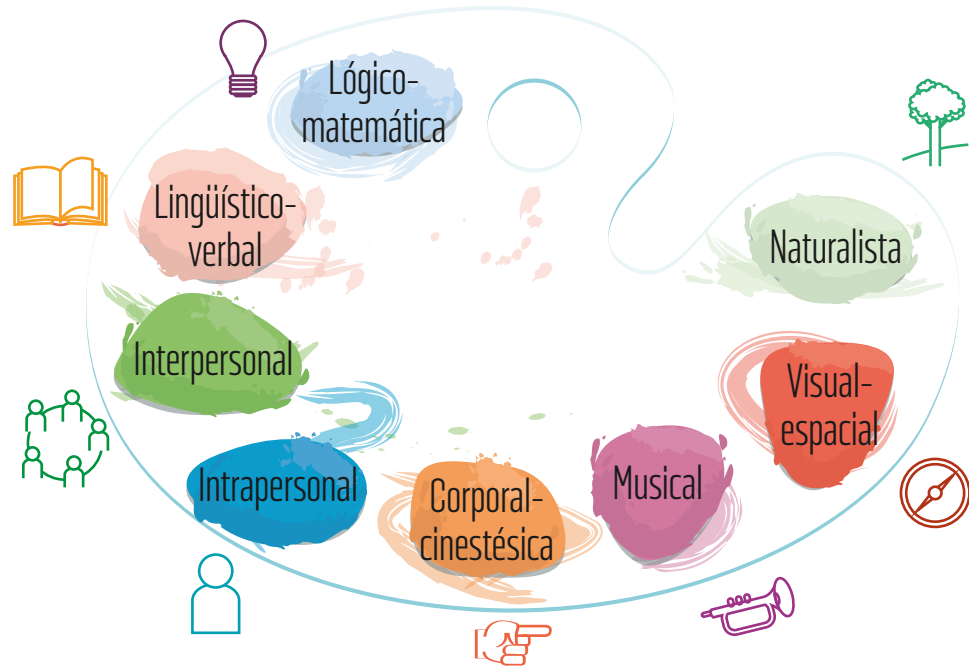 Lógico-
matemática
Lingüístico-
verbal
Naturalista
Interpersonal
Visual-
espacial
Intrapersonal
Corporal-
cinestésica
Musical